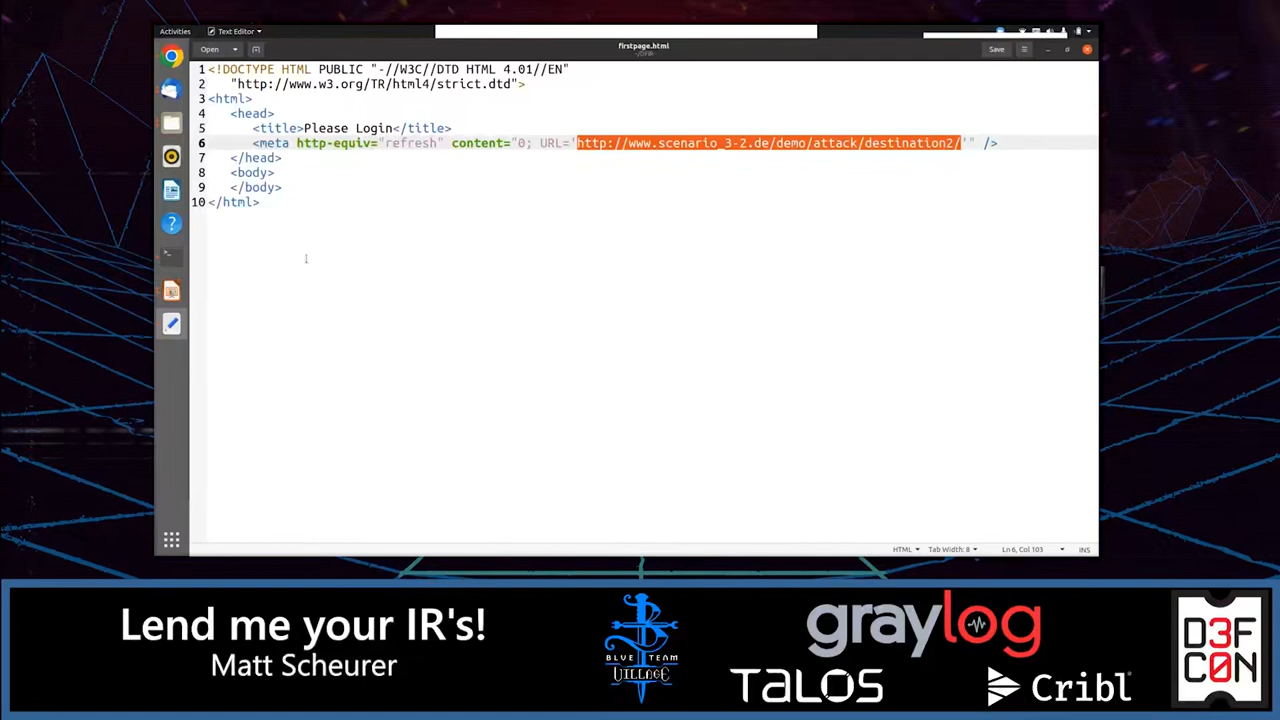 Activities
Text Editor
Open
firstpage.html
~/DFIR
Save
1 <!DOCTYPE HTML PUBLIC "-//W3C//DTD HTML 4.01//EN"
2 "http://www.w3.org/TR/html4/strict.dtd">
3 <html>
4 <head>
5 <title>Please Login</title>
6 <meta http-equiv="refresh" content="0; URL='http://www.scenario_3-2.de/demo/attack/destination2/'" />
7 </head>
8 <body>
9 </body>
10 </html>
HTML
Tab Width: 8
Ln 6, Col 103
INS
Lend me your IR's!
Matt Scheurer
BLUE TEAM
VILLAGE
graylog
TALOS
Cribl
D3F
C0N